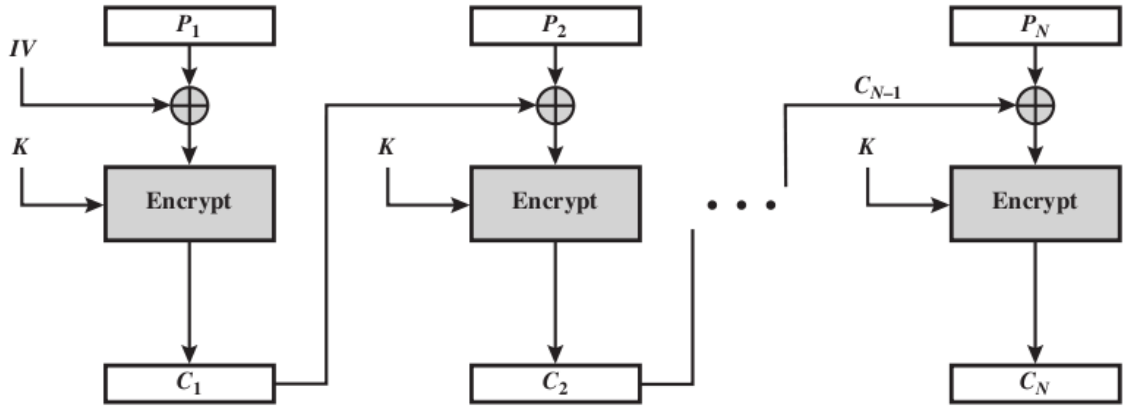 P1 P2 PN
IV
CN–1
K K K
Encrypt Encrypt Encrypt
C1 C2 CN